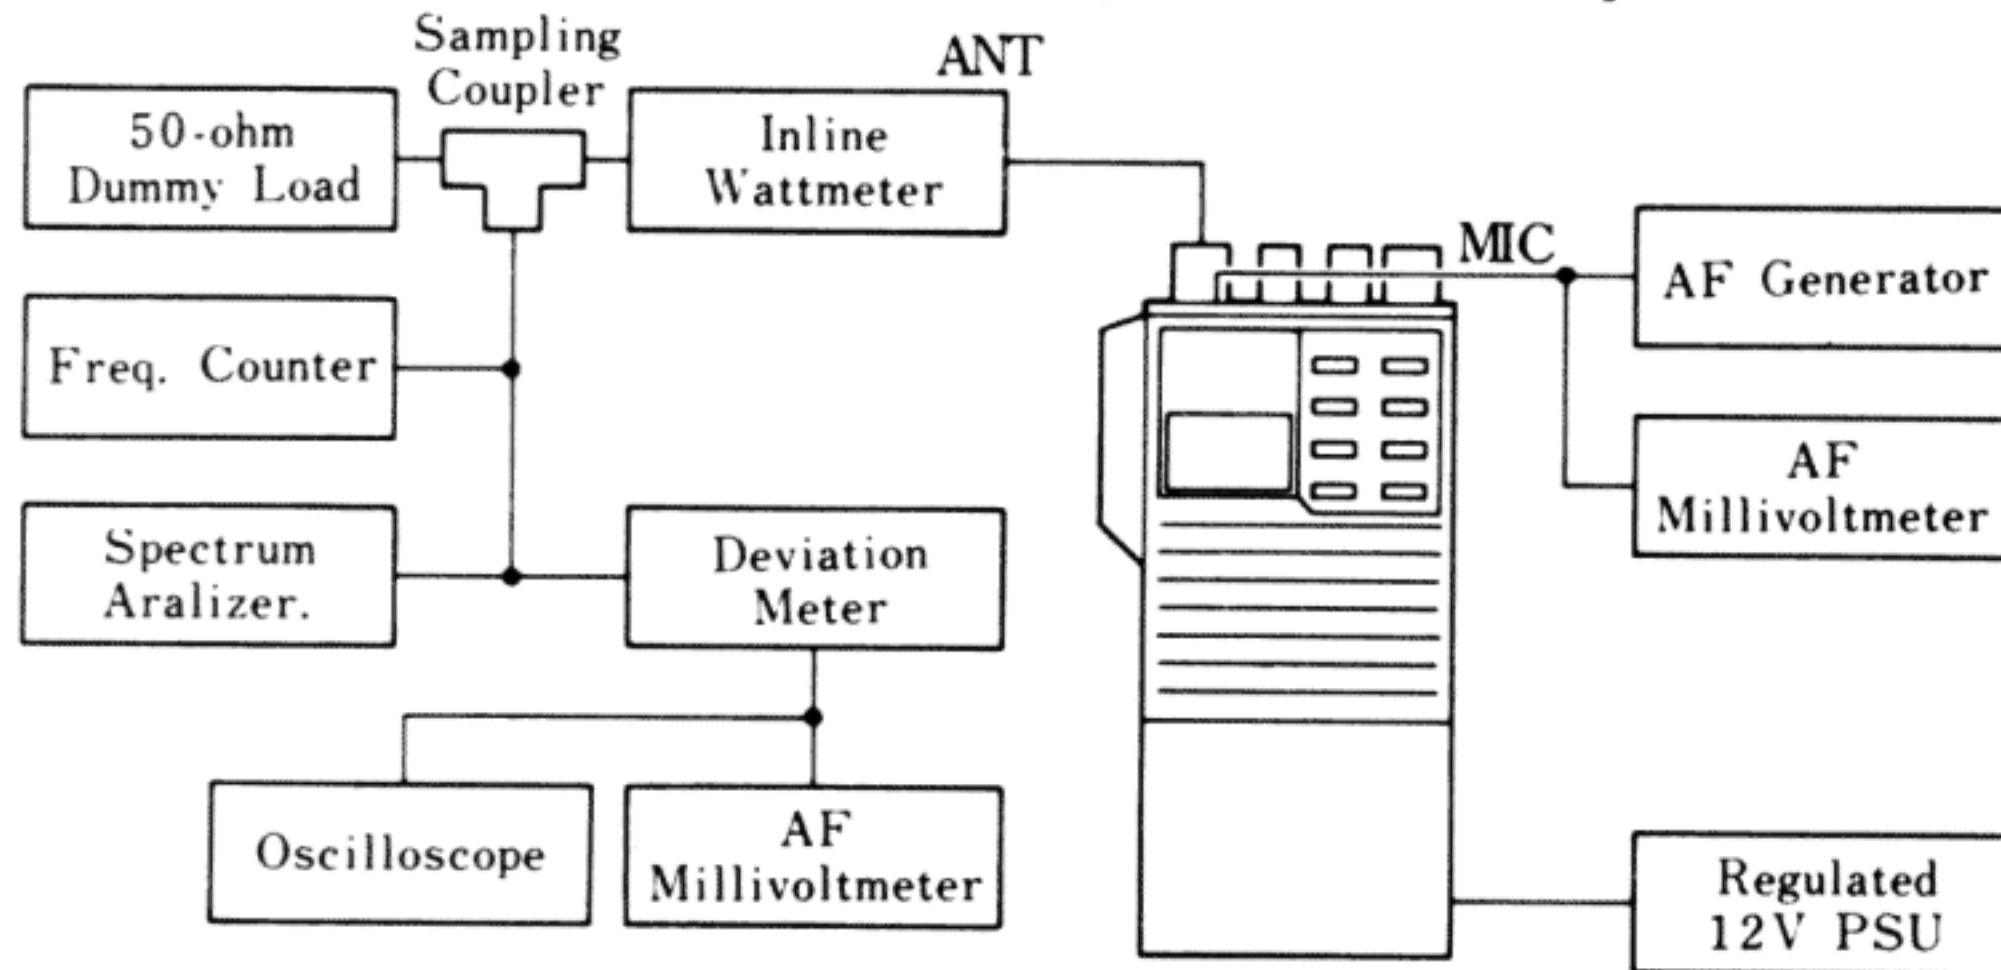 Sampling
Coupler
ANT
50-ohm
Dummy Load
Inline
Wattmeter
MIC
AF Generator
Freq. Counter
AF
Millivoltmeter
Spectrum
Aralizer.
Deviation
Meter
Oscilloscope
AF
Millivoltmeter
Regulated
12V PSU